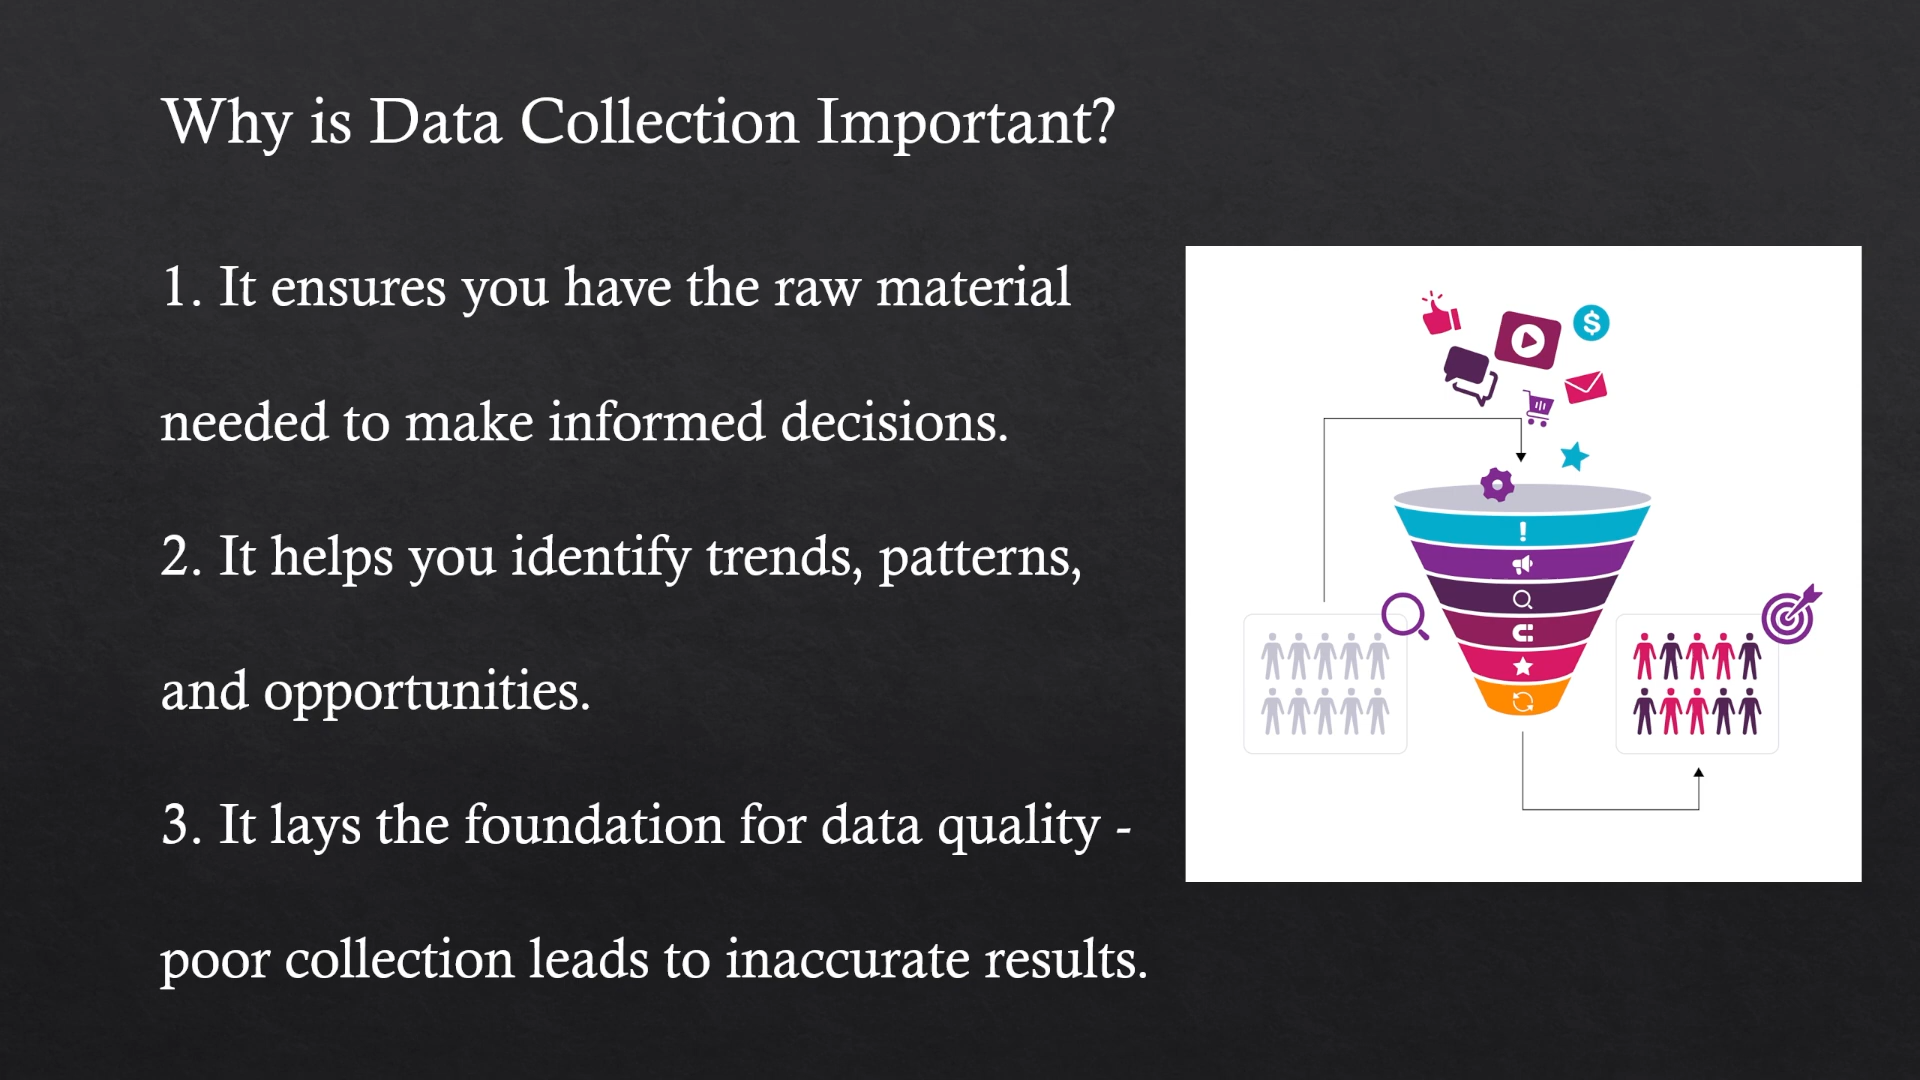 Why is Data Collection Important?
1. It ensures you have the raw material
needed to make informed decisions.
2. It helps you identify trends, patterns,
and opportunities.
3. It lays the foundation for data quality -
poor collection leads to inaccurate results.
$
!